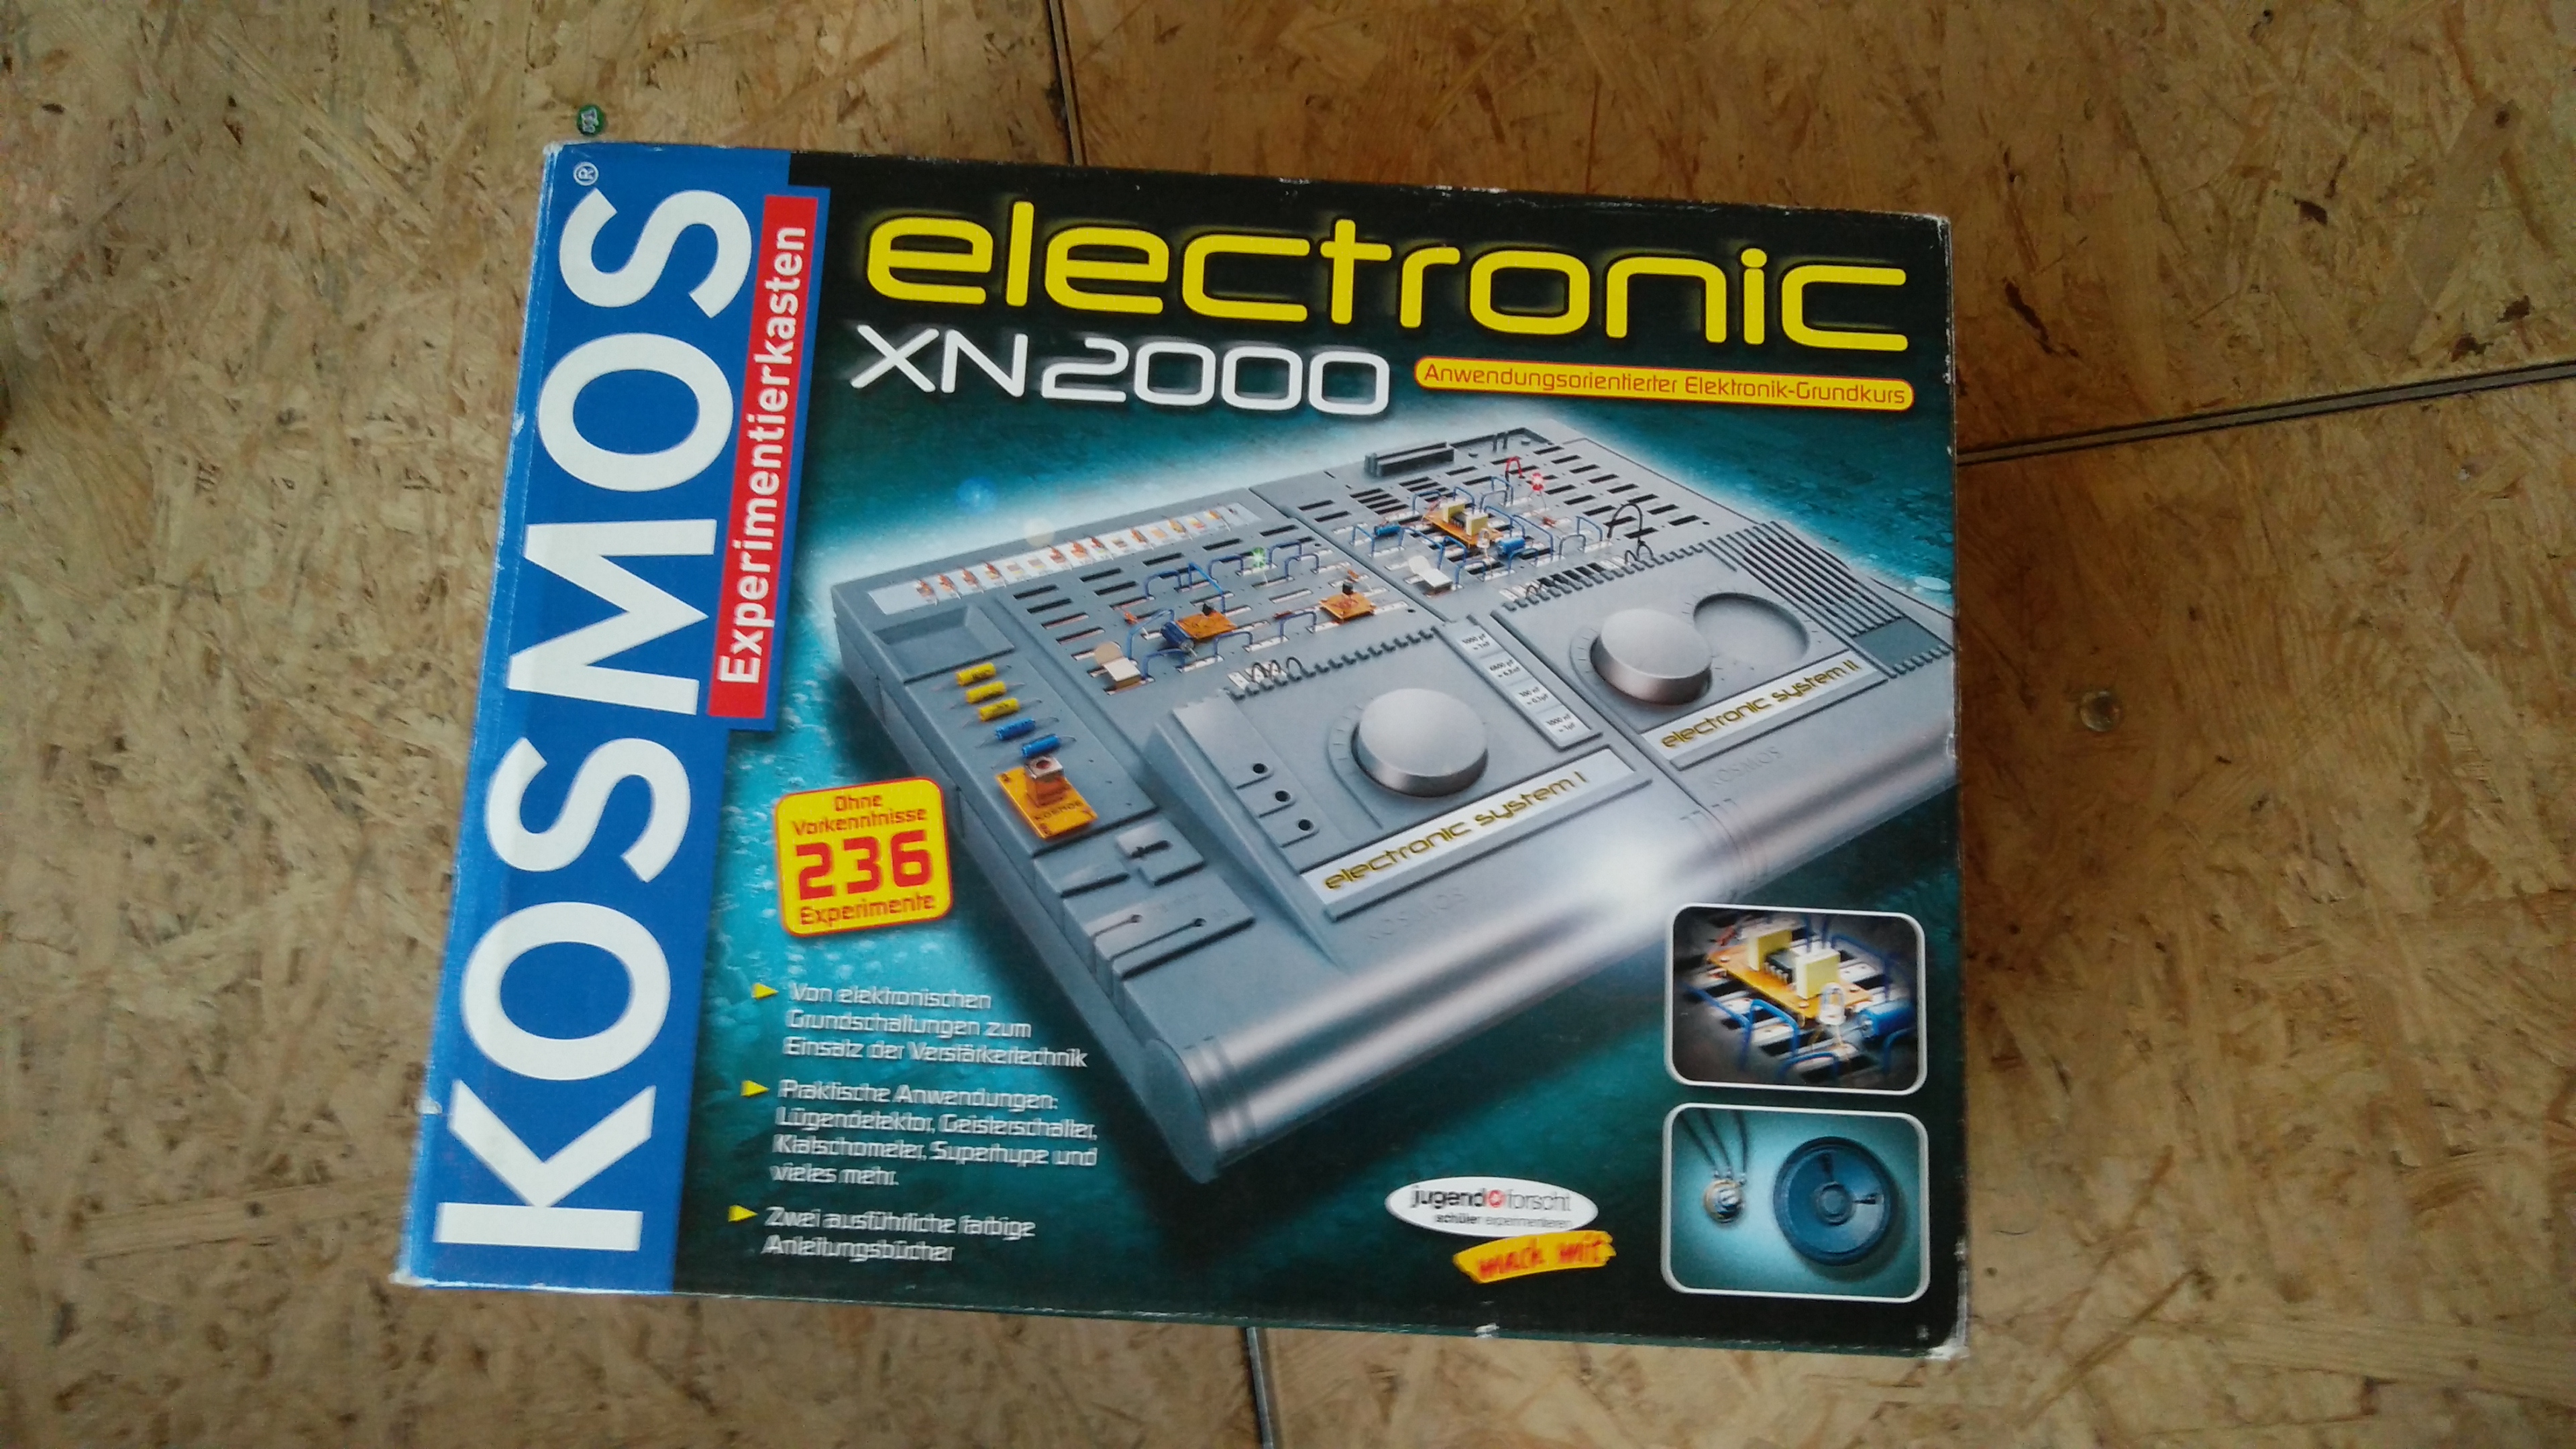 KOSMOS®
Experimentierkasten
electronic
XN2000
Anwendungsorientierter Elektronik-Grundkurs
Ohne
Vorkenntnisse
236
Experimente
electronic system I
electronic system II
KOSMOS
KOSMOS
KOSMOS
Von elektronischen
Grundschaltungen zum
Einsatz der Verstärkertechnik
Praktische Anwendungen:
Lügendetektor, Geisterschalter,
Klatschometer, Superhupe und
vieles mehr.
Zwei ausführliche farbige
Anleitungsbücher
jugend forscht
schüler experimentieren
mach mit